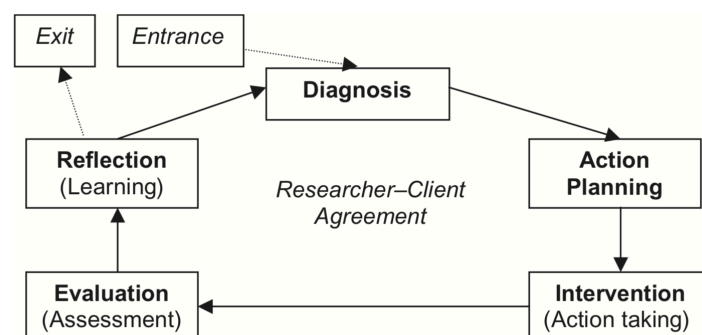 Exit
Entrance
Diagnosis
Reflection
(Learning)
Researcher–Client
Agreement
Action
Planning
Evaluation
(Assessment)
Intervention
(Action taking)